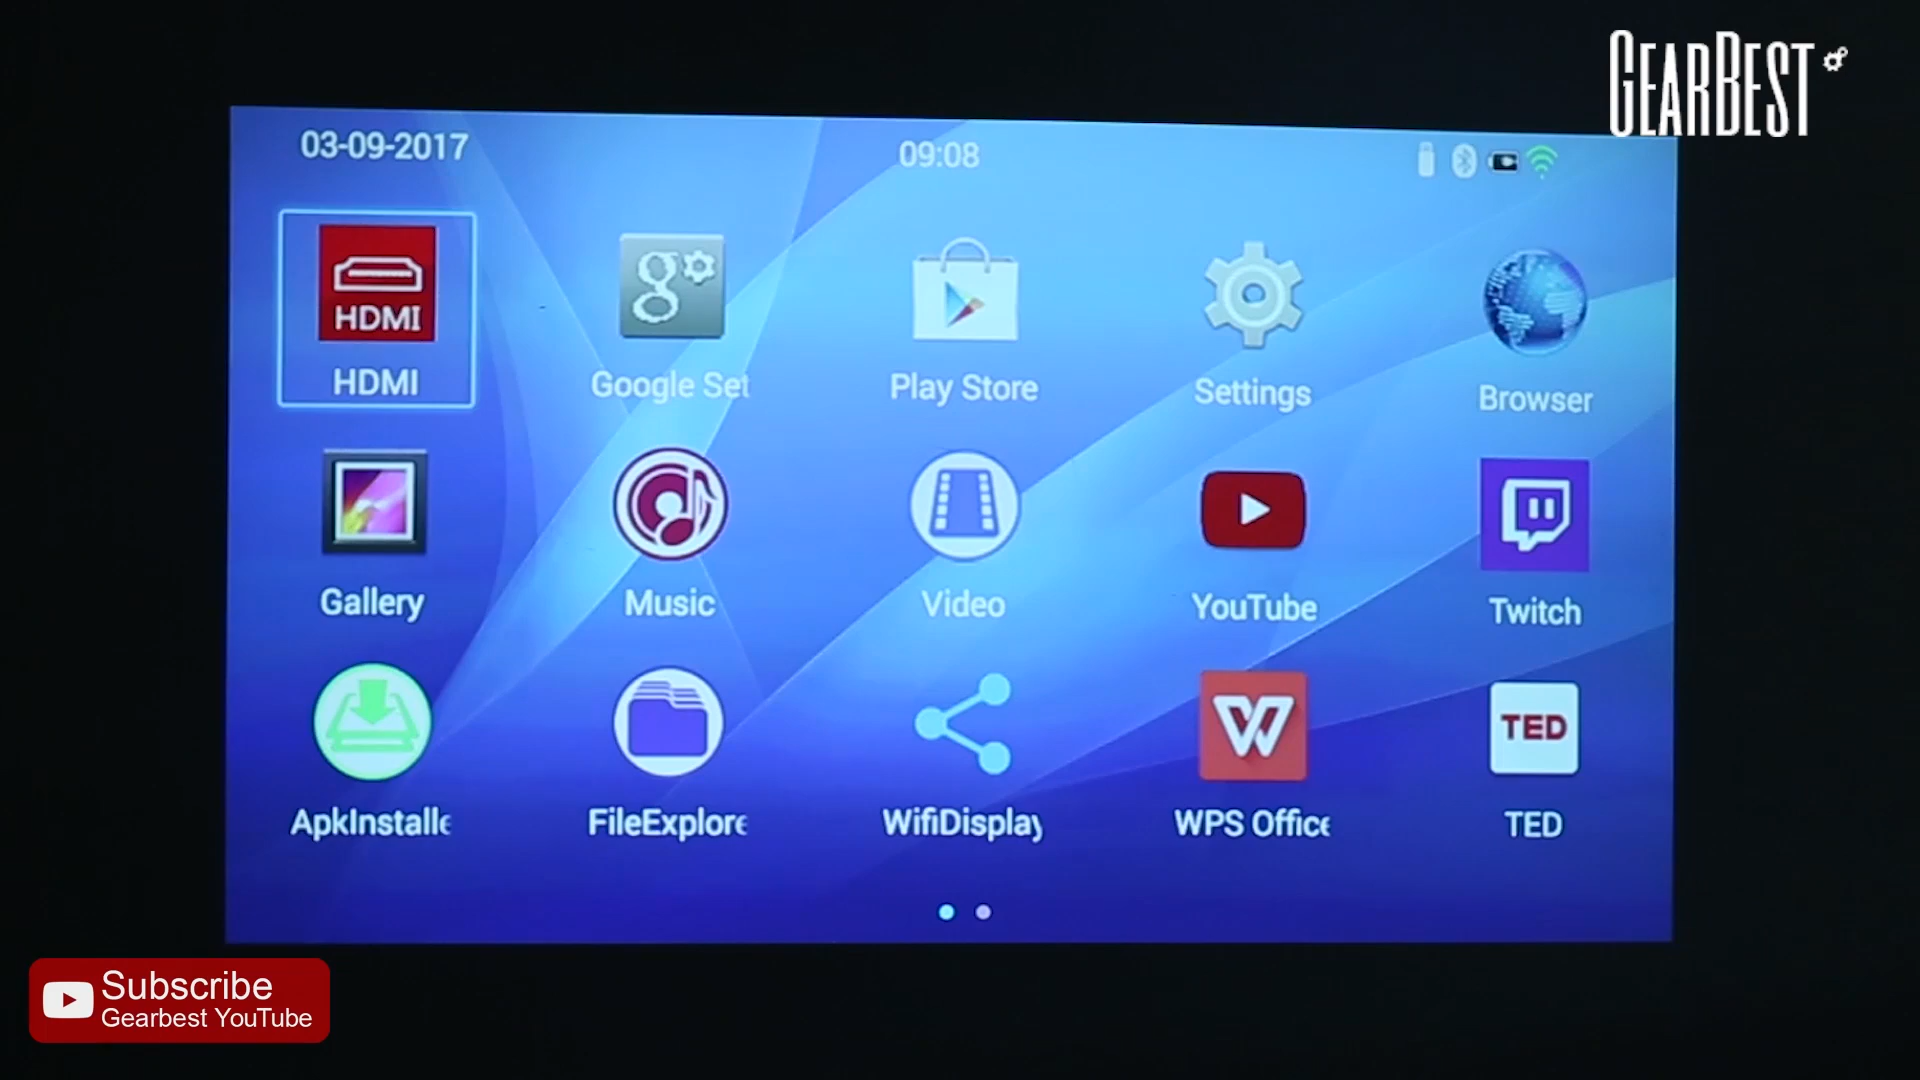 GEARBEST
03-09-2017
09:08
HDMI
HDMI
Google Set
Play Store
Settings
Browser
Gallery
Music
Video
YouTube
Twitch
TED
ApkInstalle
FileExplore
WifiDisplay
WPS Office
TED
Subscribe
Gearbest YouTube